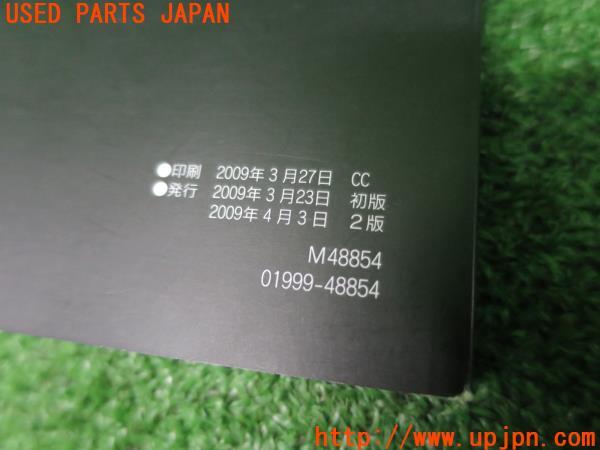 USED PARTS JAPAN
●印刷 2009年3月27日 CC
●発行 2009年3月23日 初版
2009年4月3日 2版
M48854
01999-48854
http://www.upjpn.com